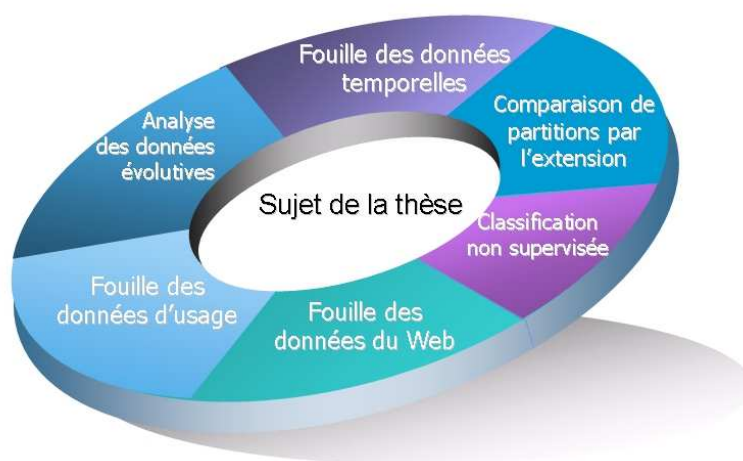 Fouille des données
temporelles
Comparaison de
partitions par
l'extension
Classification
non supervisée
Fouille des
données du Web
Fouille des
données d'usage
Analyse
des données
évolutives
Sujet de la thèse